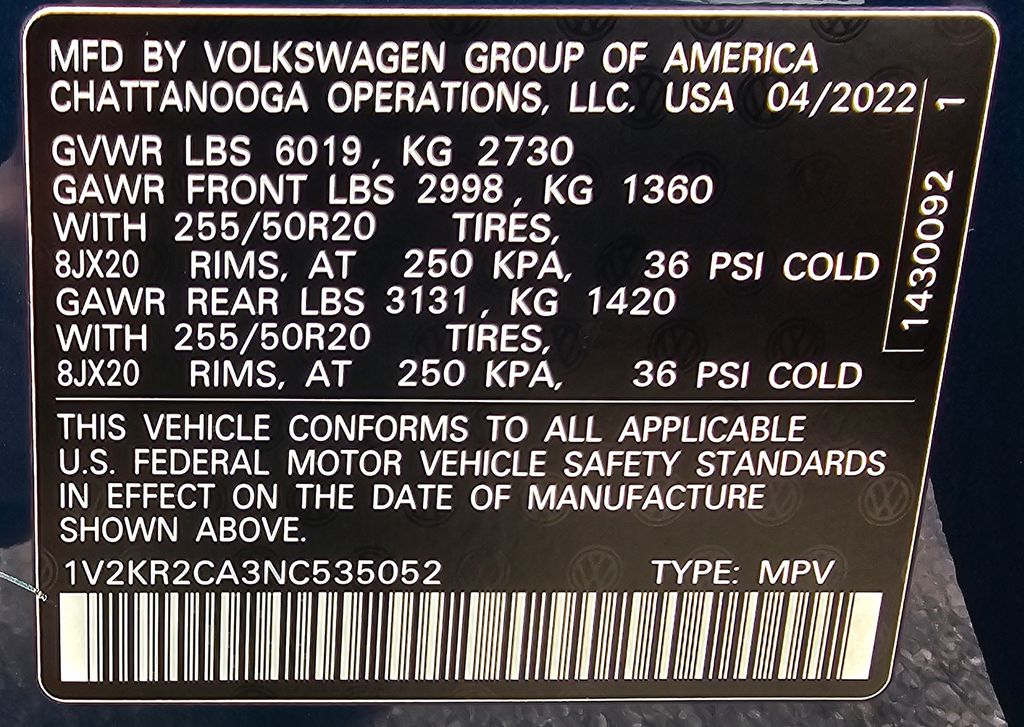 MFD BY VOLKSWAGEN GROUP OF AMERICA
CHATTANOOGA OPERATIONS, LLC. USA 04/2022
GVWR LBS 6019, KG 2730
GAWR FRONT LBS 2998, KG 1360
WITH 255/50R20 TIRES,
8JX20 RIMS, AT 250 KPA, 36 PSI COLD
GAWR REAR LBS 3131, KG 1420
WITH 255/50R20 TIRES,
8JX20 RIMS, AT 250 KPA, 36 PSI COLD
1430092 1
THIS VEHICLE CONFORMS TO ALL APPLICABLE
U.S. FEDERAL MOTOR VEHICLE SAFETY STANDARDS
IN EFFECT ON THE DATE OF MANUFACTURE
SHOWN ABOVE.
1V2KR2CA3NC535052 TYPE: MPV